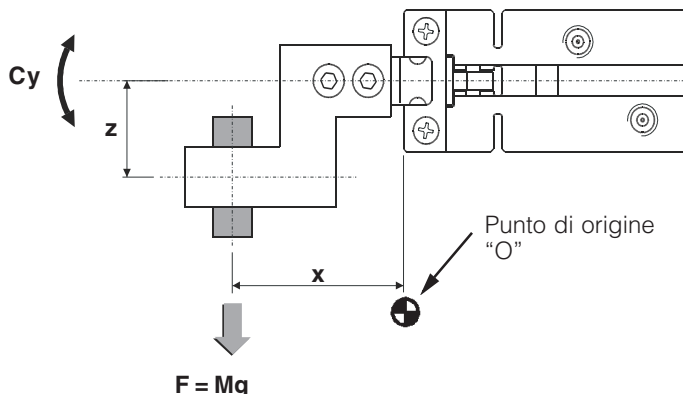 Cy
z
Punto di origine
“O”
x
F = Mg